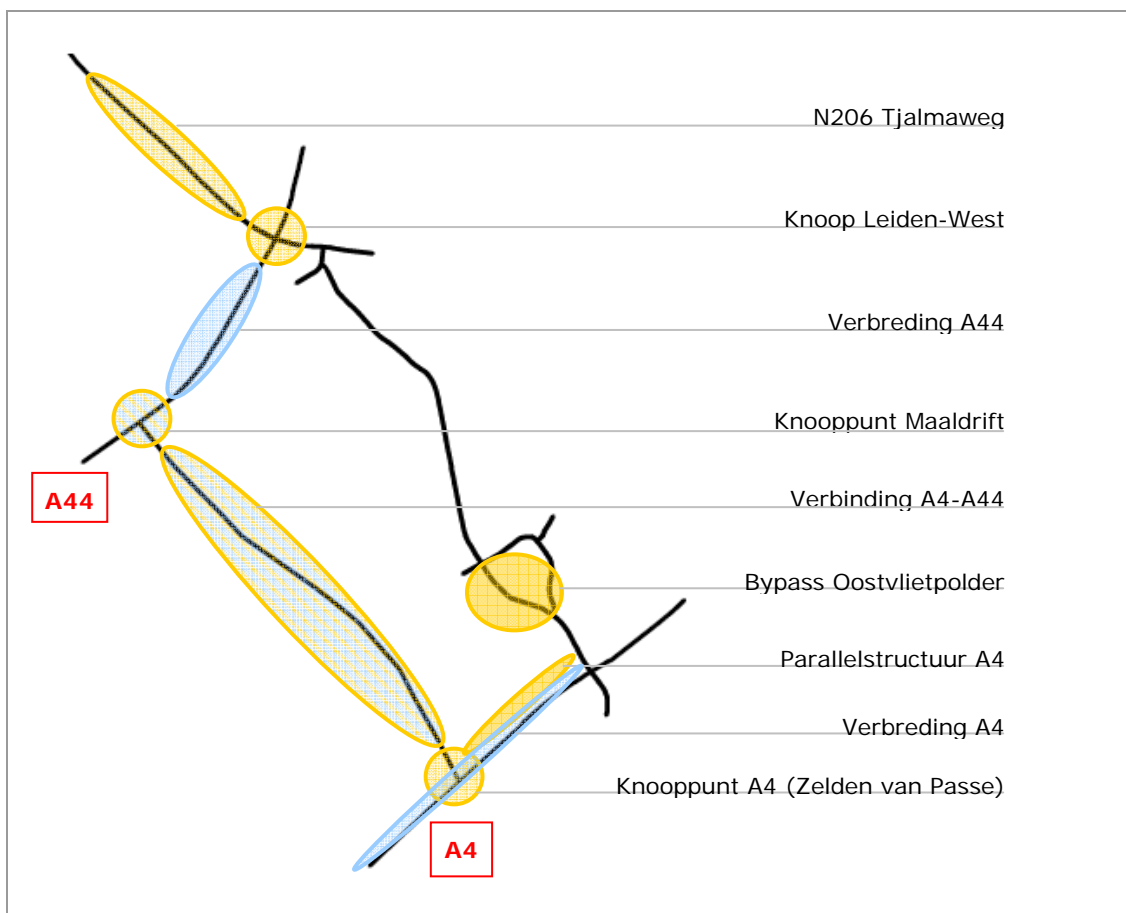 N206 Tjalmaweg
Knoop Leiden-West
Verbreding A44
Knooppunt Maaldrift
A44
Verbinding A4-A44
Bypass Oostvlietpolder
Parallelstructuur A4
Verbreding A4
Knooppunt A4 (Zelden van Passe)
A4